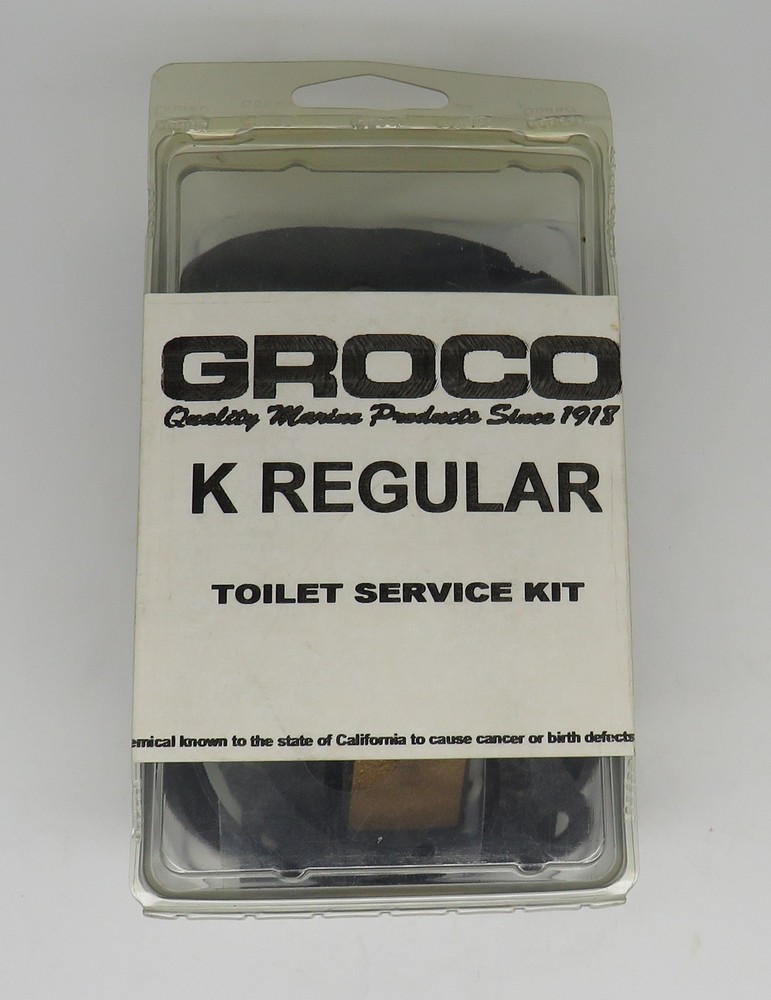 GROCO
Quality Marine Products Since 1918
K REGULAR
TOILET SERVICE KIT
emical known to the state of California to cause cancer or birth defects